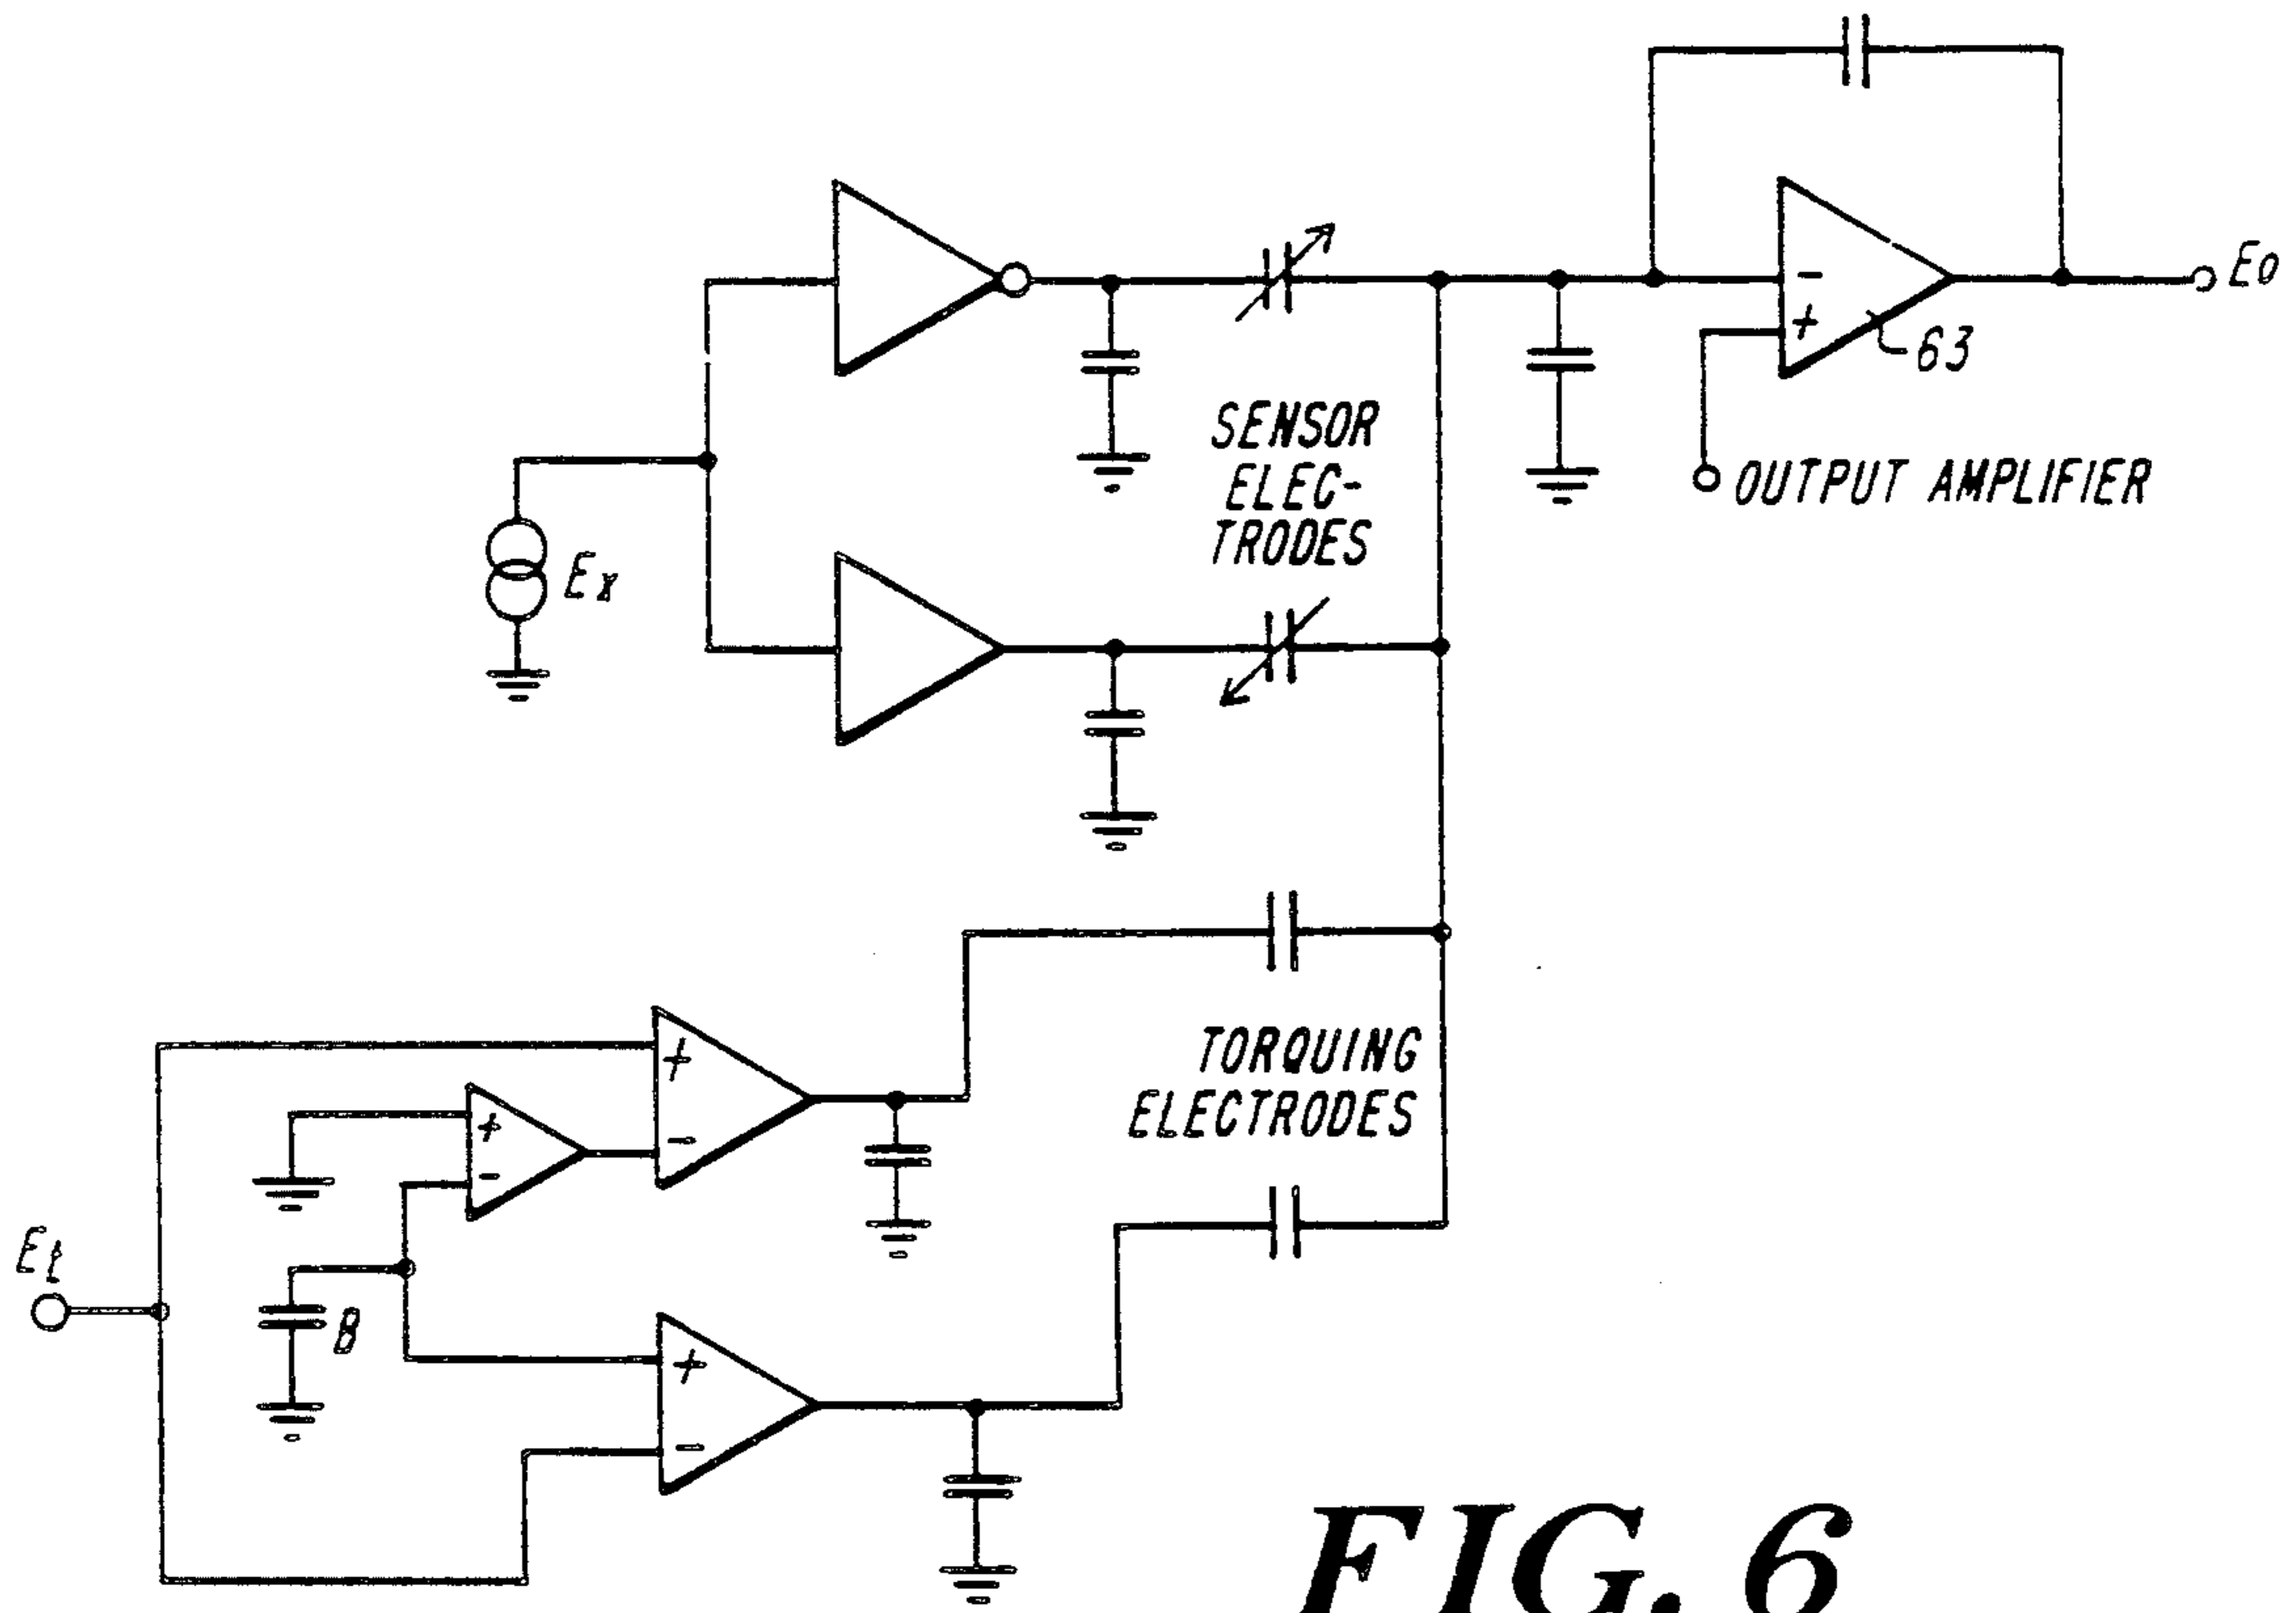 Eo
-
+
63
SENSOR
ELEC-
TRODES
OUTPUT AMPLIFIER
Ex
+
-
TORQUING
ELECTRODES
+
-
Et
B
+
-
FIG. 6